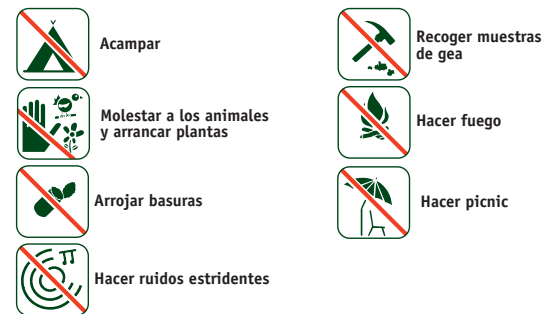 Acampar
Molestar a los animales
y arrancar plantas
Arrojar basuras
Hacer ruidos estridentes
Recoger muestras
de gea
Hacer fuego
Hacer picnic